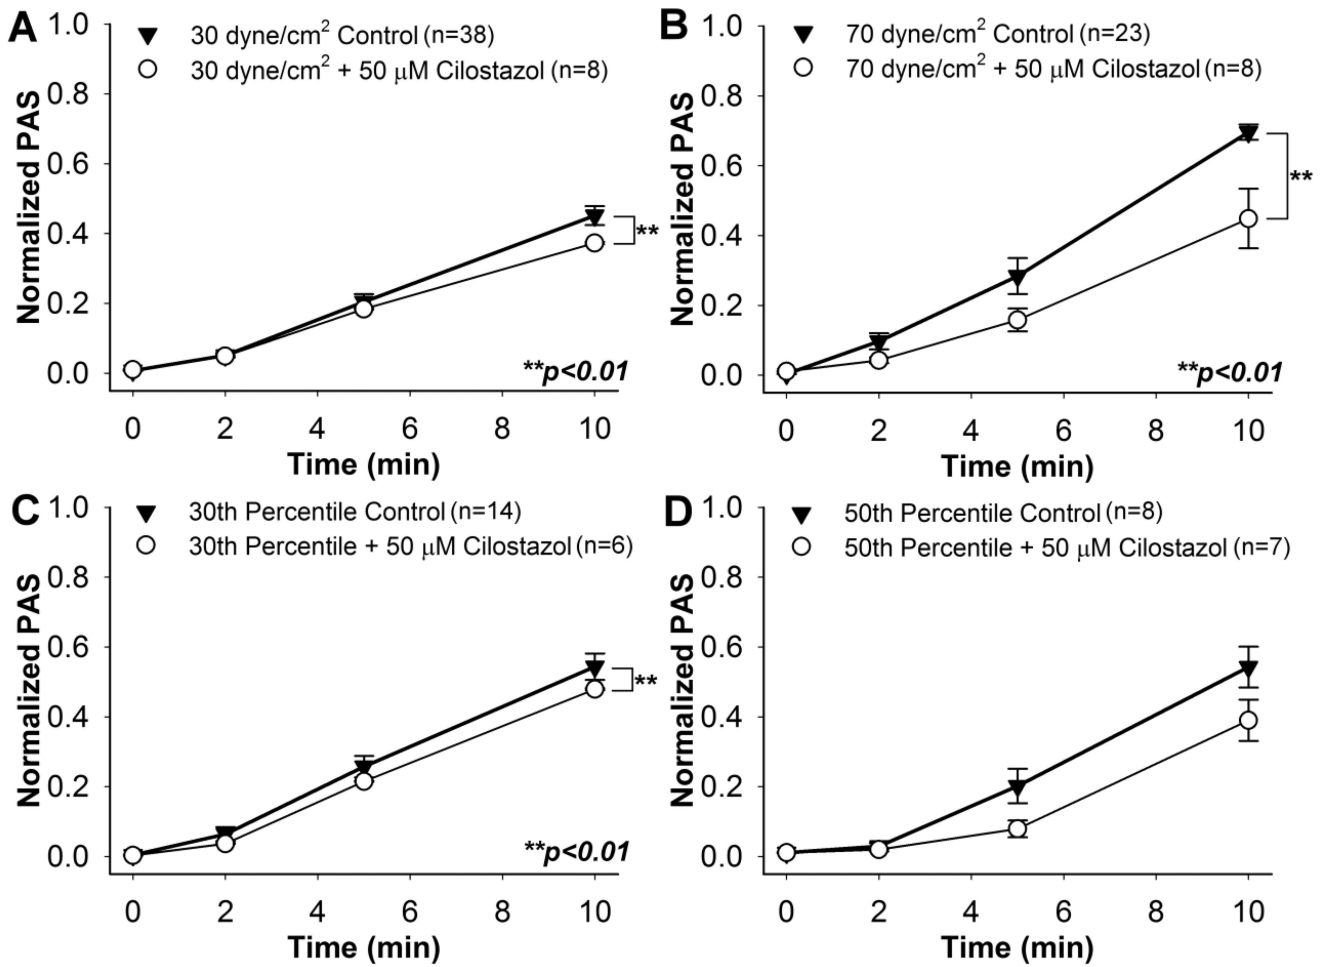 A
30 dyne/cm² Control (n=38)
30 dyne/cm² + 50 μM Cilostazol (n=8)
Normalized PAS
1.0
0.8
0.6
0.4
0.2
0.0
**
**p<0.01
0 2 4 6 8 10
Time (min)
B
70 dyne/cm² Control (n=23)
70 dyne/cm² + 50 μM Cilostazol (n=8)
Normalized PAS
1.0
0.8
0.6
0.4
0.2
0.0
**
**p<0.01
0 2 4 6 8 10
Time (min)
C
30th Percentile Control (n=14)
30th Percentile + 50 μM Cilostazol (n=6)
Normalized PAS
1.0
0.8
0.6
0.4
0.2
0.0
**
**p<0.01
0 2 4 6 8 10
Time (min)
D
50th Percentile Control (n=8)
50th Percentile + 50 μM Cilostazol (n=7)
Normalized PAS
1.0
0.8
0.6
0.4
0.2
0.0
0 2 4 6 8 10
Time (min)